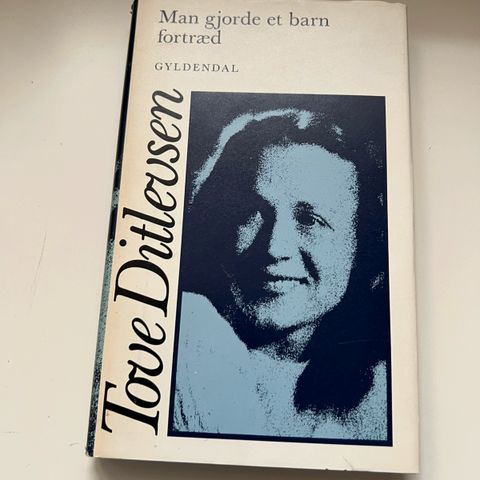 Man gjorde et barn
fortræd
GYLDENDAL
Tove Ditlevsen